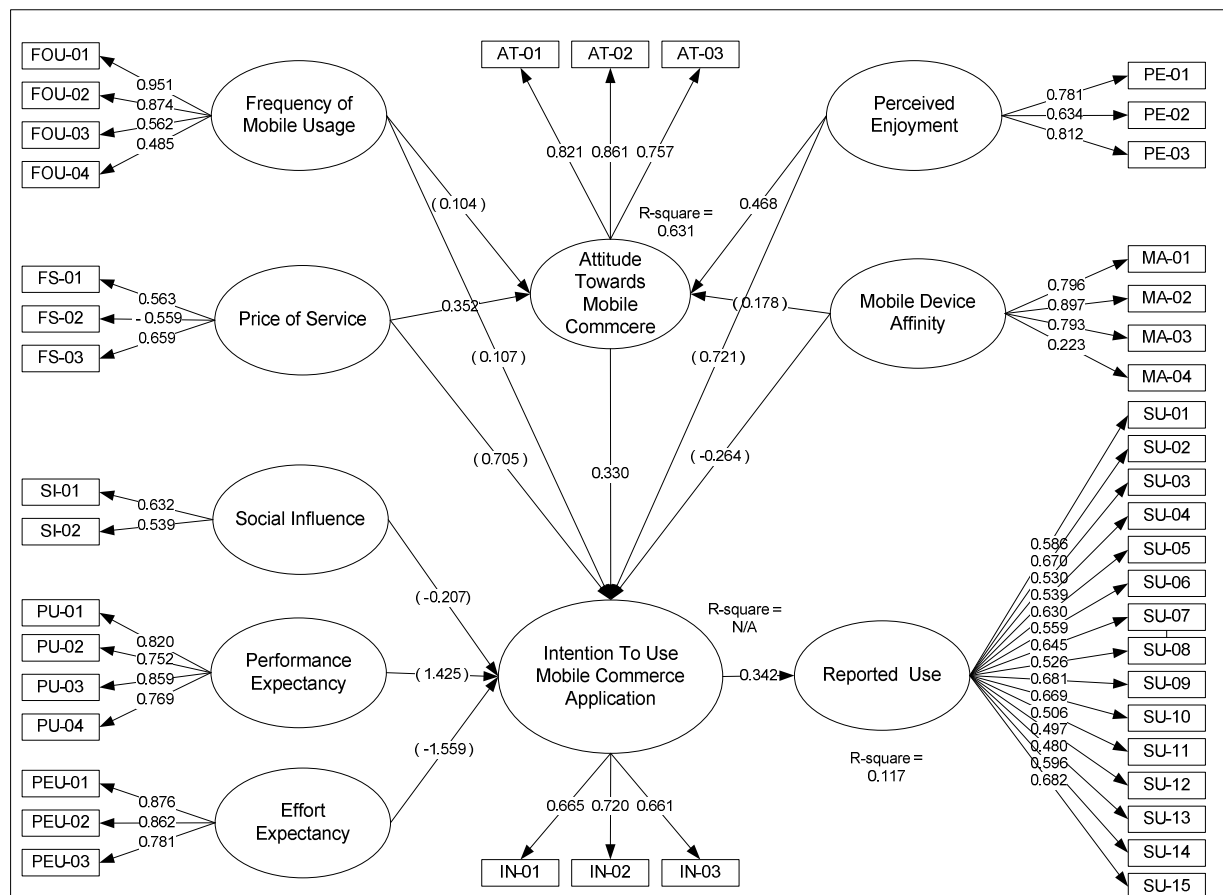 FOU-01
FOU-02
FOU-03
FOU-04
0.951
0.874
0.562
0.485
Frequency of
Mobile Usage
AT-01
AT-02
AT-03
0.821
0.861
0.757
Perceived
Enjoyment
PE-01
PE-02
PE-03
0.781
0.634
0.812
( 0.104)
0.468
R-square =
0.631
Attitude
Towards
Mobile
Commcere
FS-01
FS-02
FS-03
0.563
- 0.559
0.659
Price of Service
0.352
(0.178)
Mobile Device
Affinity
MA-01
MA-02
MA-03
MA-04
0.796
0.897
0.793
0.223
(0.107)
(0.721)
( 0.705)
0.330
( -0.264)
SI-01
SI-02
0.632
0.539
Social Influence
( -0.207)
PU-01
PU-02
PU-03
PU-04
0.820
0.752
0.859
0.769
Performance
Expectancy
( 1.425)
PEU-01
PEU-02
PEU-03
0.876
0.862
0.781
Effort
Expectancy
( -1.559)
Intention To Use
Mobile Commerce
Application
R-square =
N/A
0.342
Reported Use
R-square =
0.117
0.665
0.720
0.661
IN-01
IN-02
IN-03
0.586
0.670
0.530
0.539
0.630
0.559
0.645
0.526
0.681
0.669
0.506
0.497
0.480
0.596
0.682
SU-01
SU-02
SU-03
SU-04
SU-05
SU-06
SU-07
SU-08
SU-09
SU-10
SU-11
SU-12
SU-13
SU-14
SU-15